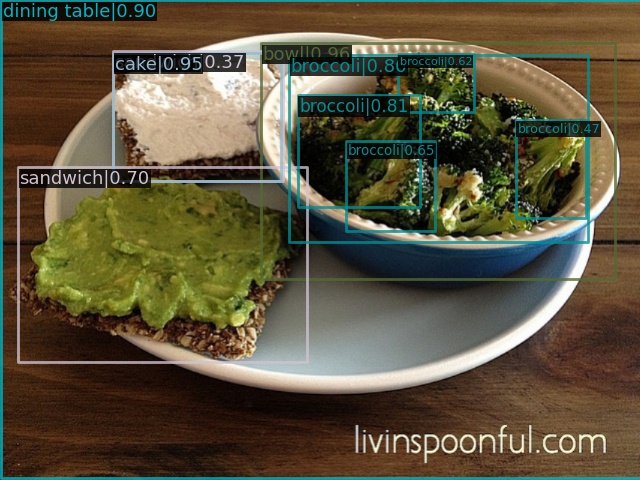 dining table|0.90
bowl|0.96
cake|0.95
0.37
broccoli|0.8
broccoli|0.62
broccoli|0.81
broccoli|0.47
broccoli|0.65
sandwich|0.70
livinspoonful.com